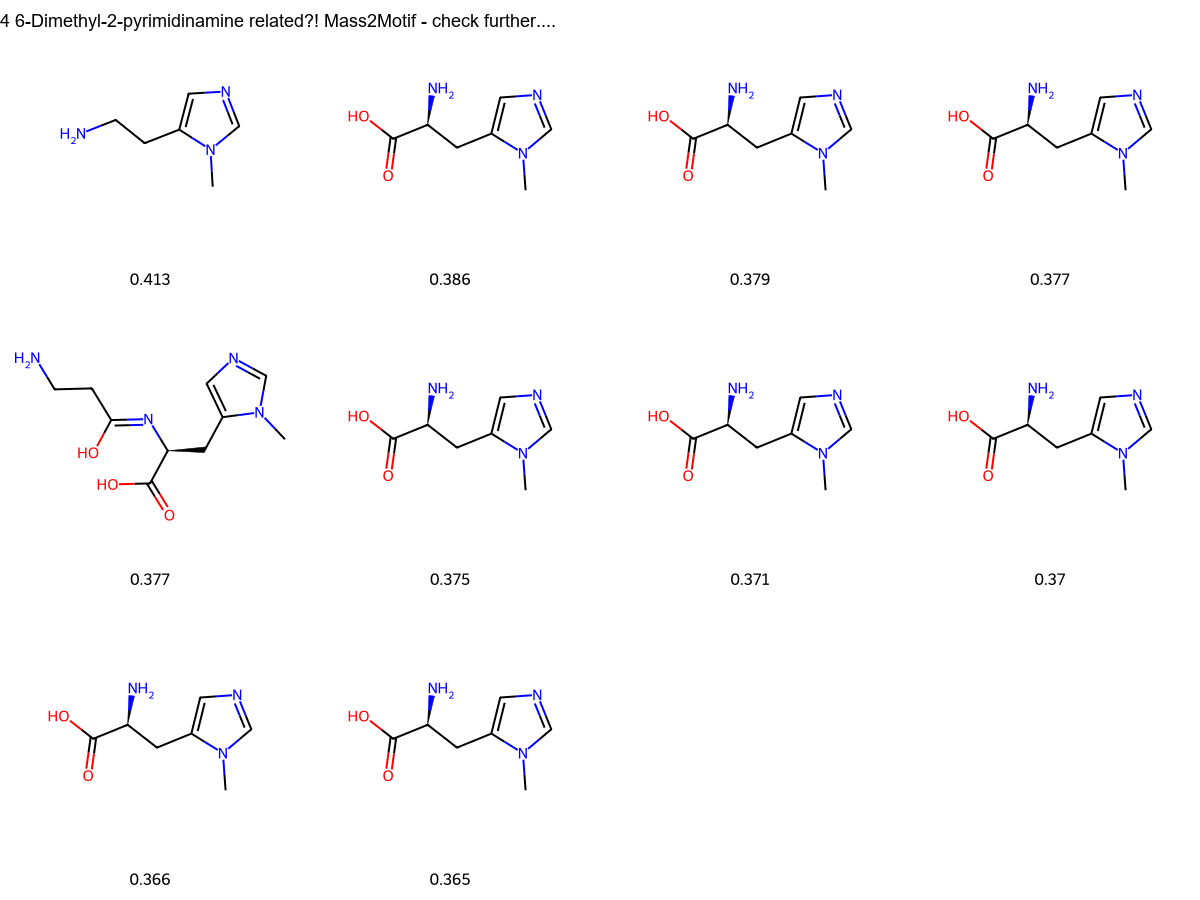 4 6-Dimethyl-2-pyrimidinamine related?! Mass2Motif - check further....
H2N N N
0.413
HO O NH2 N N
0.386
HO O NH2 N N
0.379
HO O NH2 N N
0.377
H2N HO N HO O N N
0.377
HO O NH2 N N
0.375
HO O NH2 N N
0.371
HO O NH2 N N
0.37
HO O NH2 N N
0.366
HO O NH2 N N
0.365